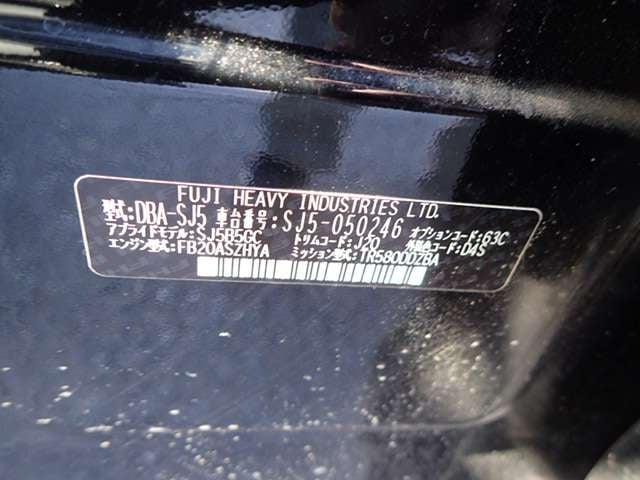 FUJI HEAVY INDUSTRIES LTD.
型式:DBA-SJ5 車台番号:SJ5-050246 オプションコード:63C
アプライドモデル:SJ5B5GC トリムコード:J20 外装色コード:D4S
エンジン型式:FB20ASZHYA ミッション型式:TR580DDZBA